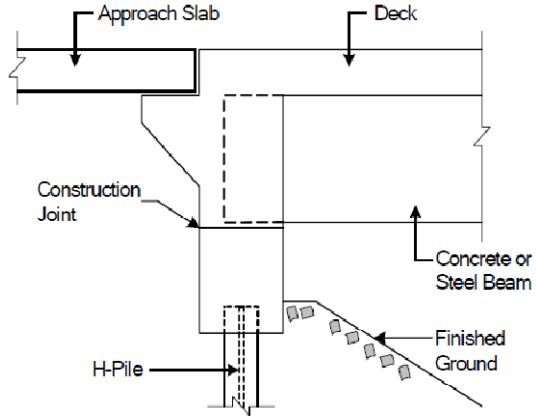 Approach Slab
Deck
Construction
Joint
Concrete or
Steel Beam
Finished
Ground
H-Pile